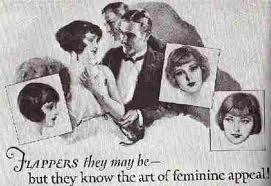 FLAPPERS they may be—
but they know the art of feminine appeal!